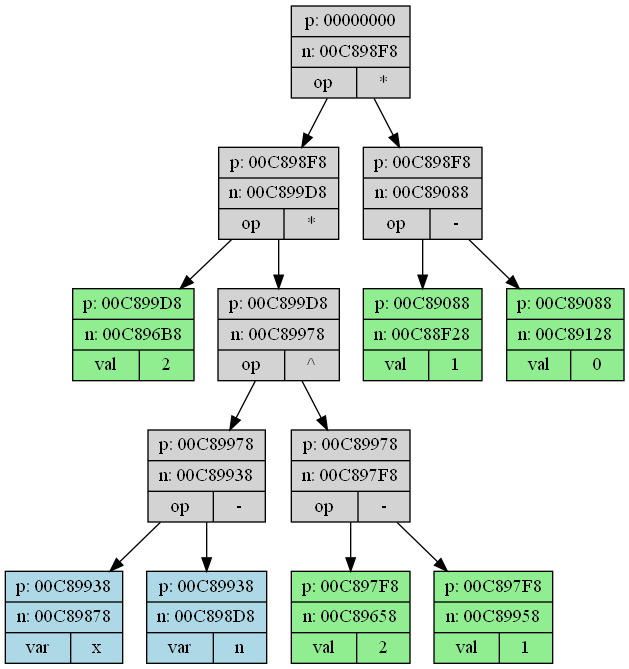 p: 00000000
n: 00C898F8
op *
p: 00C898F8
n: 00C899D8
op *
p: 00C898F8
n: 00C89088
op -
p: 00C899D8
n: 00C896B8
val 2
p: 00C899D8
n: 00C89978
op ^
p: 00C89088
n: 00C88F28
val 1
p: 00C89088
n: 00C89128
val 0
p: 00C89978
n: 00C89938
op -
p: 00C89978
n: 00C897F8
op -
p: 00C89938
n: 00C89878
var x
p: 00C89938
n: 00C898D8
var n
p: 00C897F8
n: 00C89658
val 2
p: 00C897F8
n: 00C89958
val 1